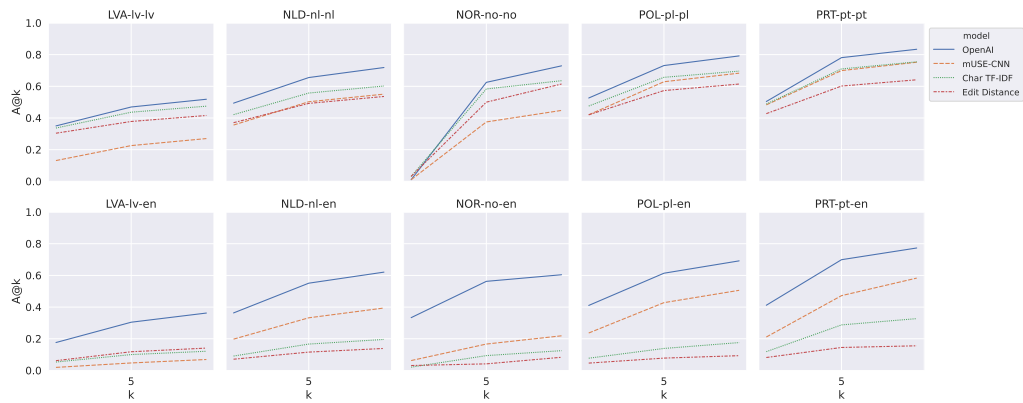 LVA-lv-lv
NLD-nl-nl
NOR-no-no
POL-pl-pl
PRT-pt-pt
1.0
0.8
0.6
0.4
0.2
0.0
A@k
model
OpenAI
mUSE-CNN
Char TF-IDF
Edit Distance
LVA-lv-en
NLD-nl-en
NOR-no-en
POL-pl-en
PRT-pt-en
1.0
0.8
0.6
0.4
0.2
0.0
A@k
5
5
5
5
5
k
k
k
k
k